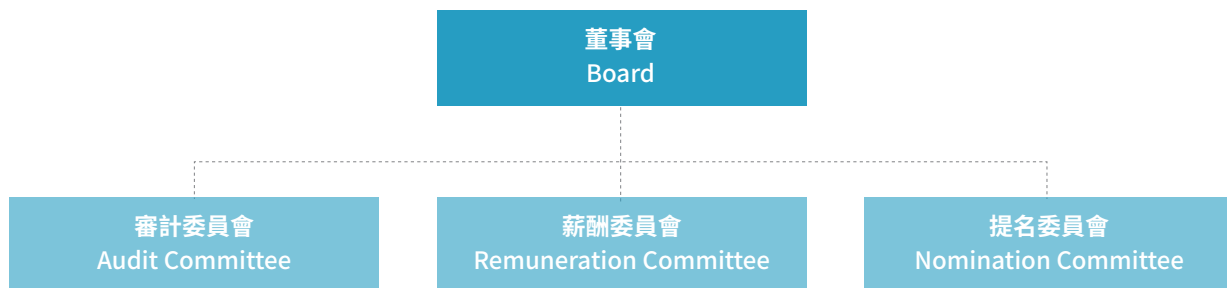 董事會
Board
審計委員會
Audit Committee
薪酬委員會
Remuneration Committee
提名委員會
Nomination Committee